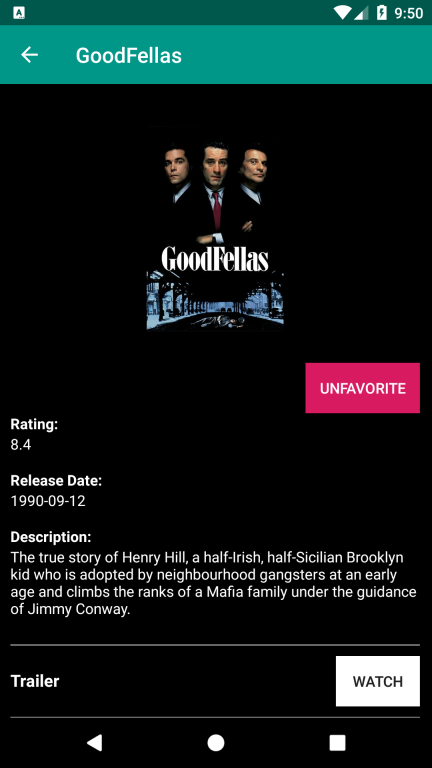 9:50
GoodFellas
GoodFellas
UNFAVORITE
Rating:
8.4
Release Date:
1990-09-12
Description:
The true story of Henry Hill, a half-Irish, half-Sicilian Brooklyn
kid who is adopted by neighbourhood gangsters at an early
age and climbs the ranks of a Mafia family under the guidance
of Jimmy Conway.
Trailer
WATCH